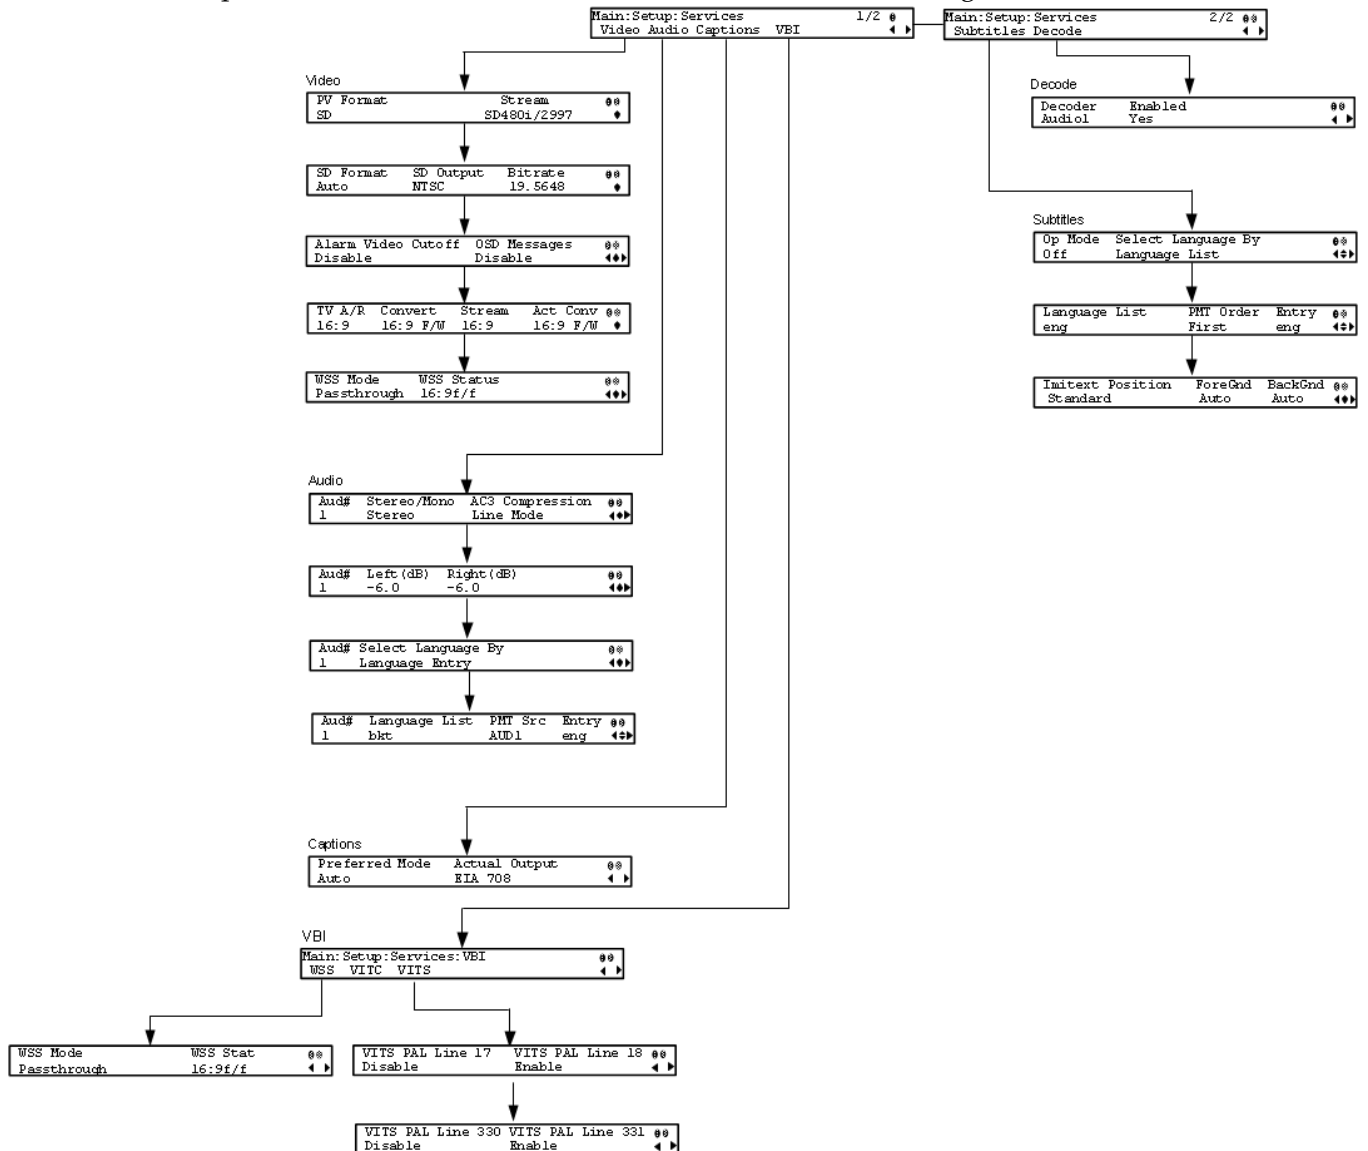 Main:Setup:Services 1/2
Video Audio Captions VBI
Main:Setup:Services 2/2
Subtitles Decode
Video
PV Format Stream
SD SD480i/2997
SD Format SD Output Bitrate
Auto NTSC 19.5648
Alarm Video Cutoff OSD Messages
Disable Disable
TV A/R Convert Stream Act Conv
16:9 16:9 F/W 16:9 16:9 F/W
WSS Mode WSS Status
Passthrough 16:9f/f
Decode
Decoder Enabled
Audio1 Yes
Subtitles
Op Mode Select Language By
Off Language List
Language List PMT Order Entry
eng First eng
Imitext Position ForeGnd BackGnd
Standard Auto Auto
Audio
Aud# Stereo/Mono AC3 Compression
1 Stereo Line Mode
Aud# Left(dB) Right(dB)
1 -6.0 -6.0
Aud# Select Language By
1 Language Entry
Aud# Language List PMT Src Entry
1 bkt AUD1 eng
Captions
Preferred Mode Actual Output
Auto EIA 708
VBI
Main:Setup:Services:VBI
WSS VITC VITS
WSS Mode WSS Stat
Passthrough 16:9f/f
VITS PAL Line 17 VITS PAL Line 18
Disable Enable
VITS PAL Line 330 VITS PAL Line 331
Disable Enable